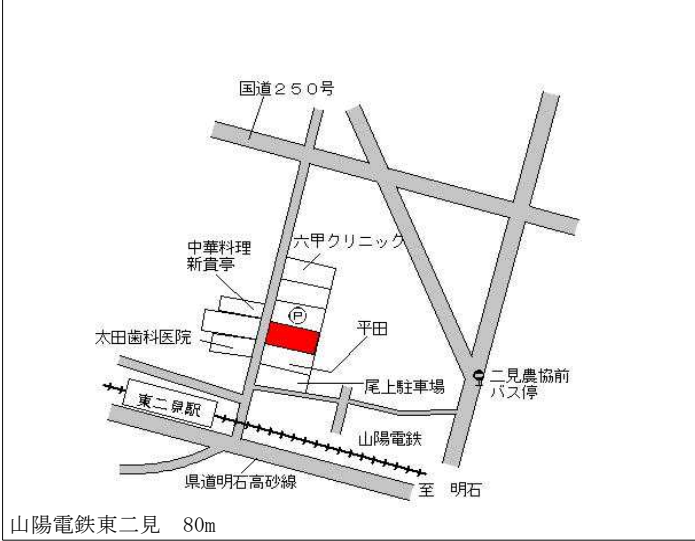 国道２５０号
六甲クリニック
中華料理
新貴亭
Ｐ
平田
太田歯科医院
尾上駐車場
二見農協前
バス停
東二見駅
山陽電鉄
県道明石高砂線
至　明石
山陽電鉄東二見　80m